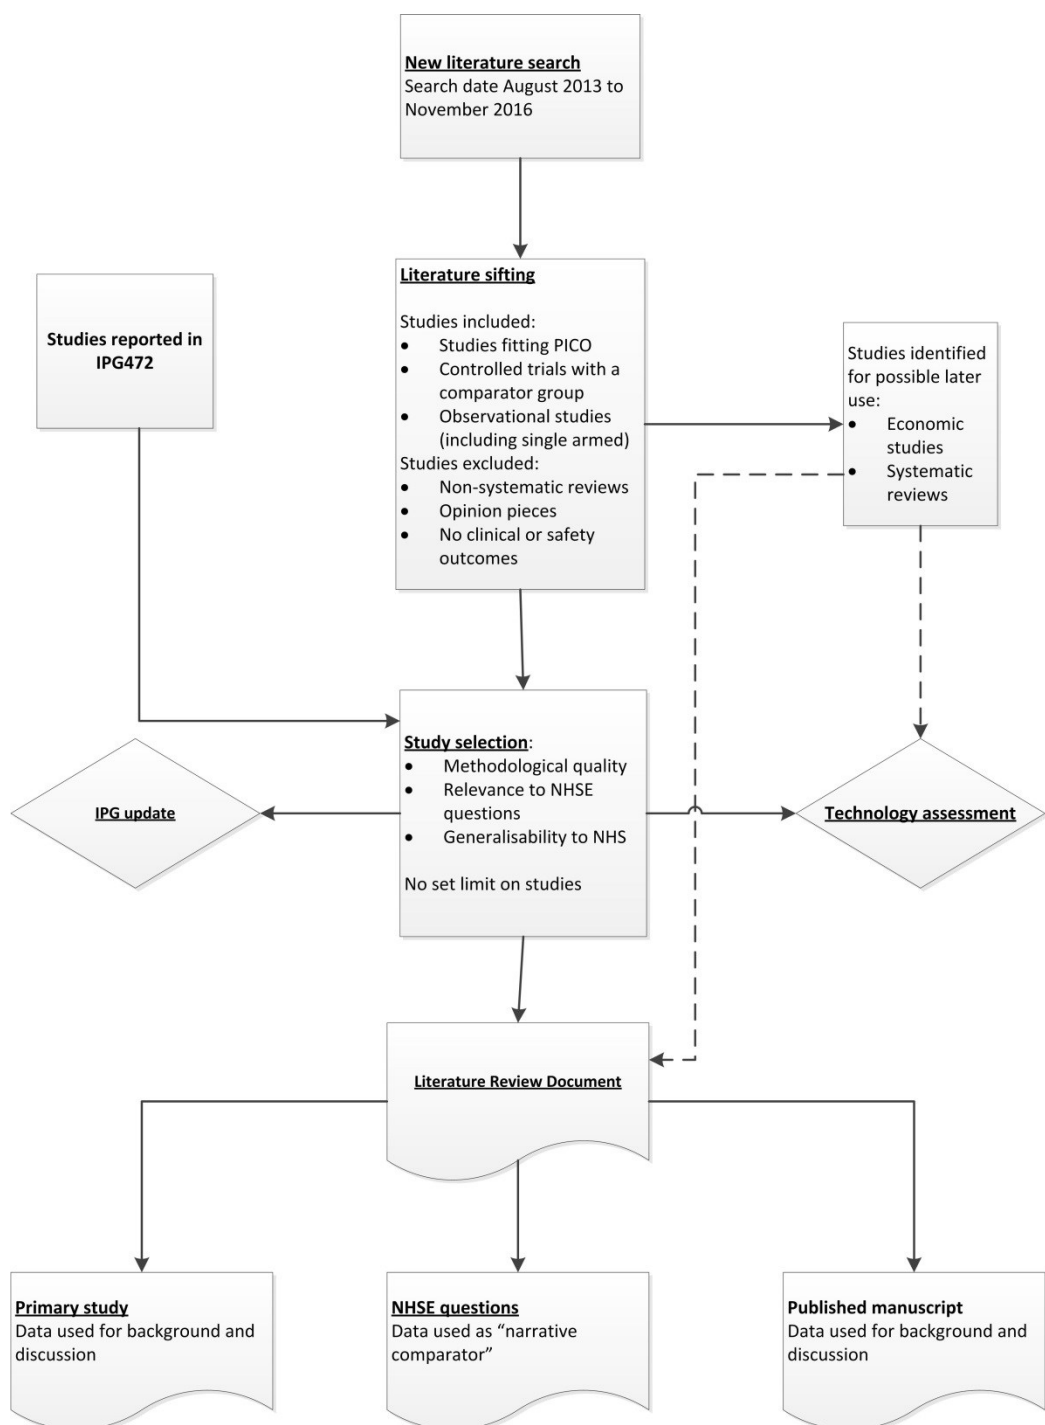 New literature search
Search date August 2013 to
November 2016
Literature sifting
Studies included:
• Studies fitting PICO
• Controlled trials with a
comparator group
• Observational studies
(including single armed)
Studies excluded:
• Non-systematic reviews
• Opinion pieces
• No clinical or safety
outcomes
Studies reported in
IPG472
Studies identified
for possible later
use:
• Economic
studies
• Systematic
reviews
Study selection:
• Methodological quality
• Relevance to NHSE
questions
• Generalisability to NHS
No set limit on studies
IPG update
Technology assessment
Literature Review Document
Primary study
Data used for background and
discussion
NHSE questions
Data used as “narrative
comparator”
Published manuscript
Data used for background and
discussion